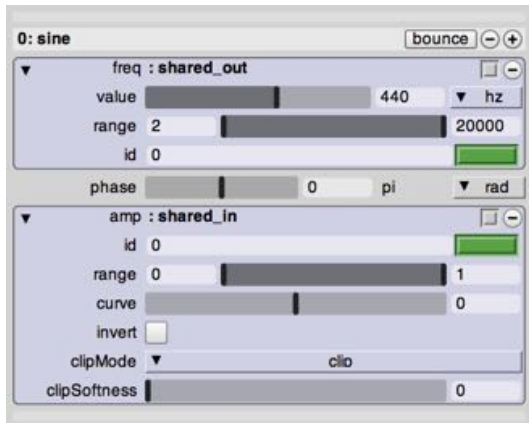 0: sine bounce
freq : shared_out
value 440 hz
range 2 20000
id 0
phase 0 pi rad
amp : shared_in
id 0
range 0 1
curve 0
invert
clipMode clip
clipSoftness 0